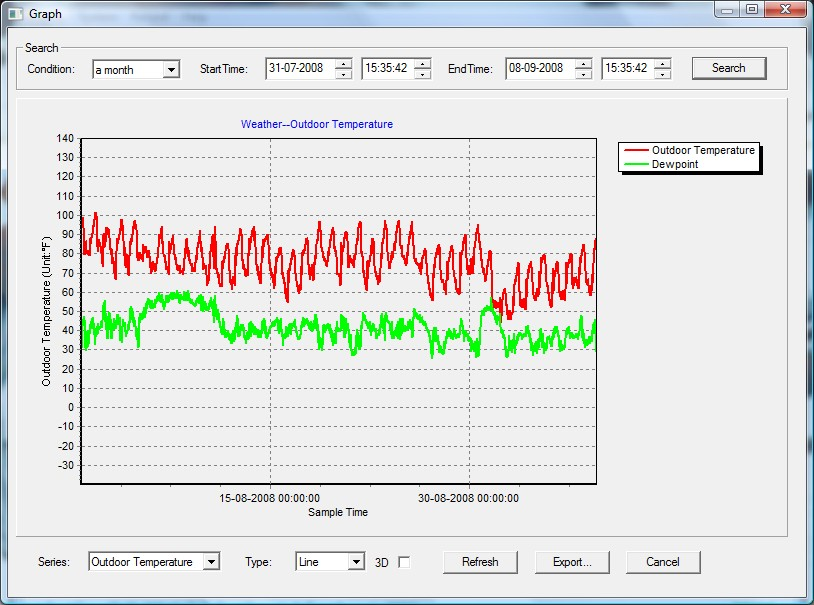 Graph
Search
Condition: a month StartTime: 31-07-2008 15:35:42 EndTime: 08-09-2008 15:35:42 Search
Weather--Outdoor Temperature
Outdoor Temperature
Dewpoint
Outdoor Temperature (Unit:°F)
140
130
120
110
100
90
80
70
60
50
40
30
20
10
0
-10
-20
-30
15-08-2008 00:00:00 30-08-2008 00:00:00
Sample Time
Series: Outdoor Temperature Type: Line 3D Refresh Export... Cancel